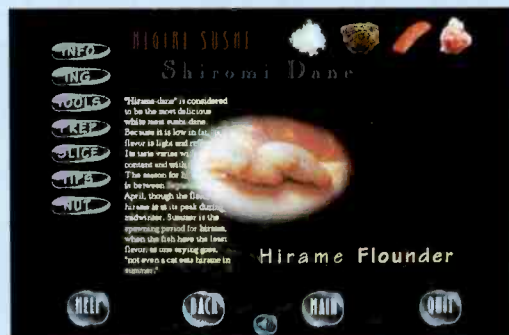 INFO
ING
TOOLS
PREP
SLICE
TIPS
NUT
NIGIRI SUSHI
Shiromi Dane
"Hirame-dane" is considered
to be the most delicious
white meat sushi dane.
Because it is low in fat,
flavor is light and
Its taste varies
content and with
The season for
is between September
April, though the
hirame is at its peak during
midwinter. Summer is the
spawning period for hirame,
when the fish have the least
flavor; as one saying goes,
"not even a cat eats hirame in
summer."
Hirame Flounder
HELP
BACK
MAIN
QUIT